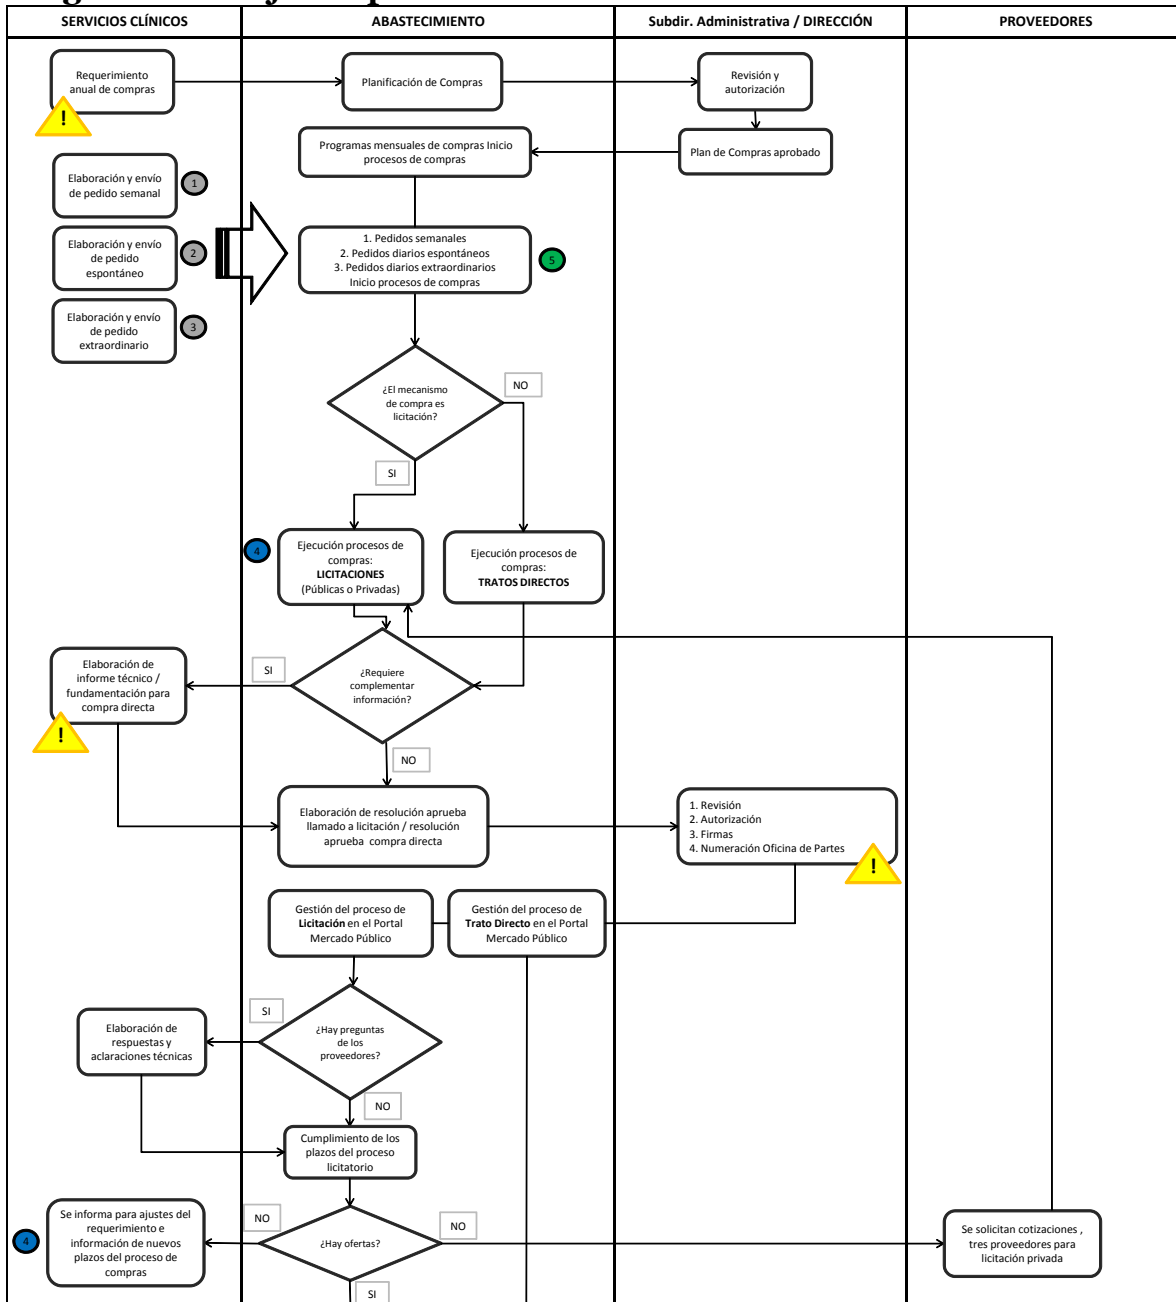 SERVICIOS CLÍNICOS
ABASTECIMIENTO
Subdir. Administrativa / DIRECCIÓN
PROVEEDORES
Requerimiento
anual de compras
!
Planificación de Compras
Revisión y
autorización
Programas mensuales de compras Inicio
procesos de compras
Plan de Compras aprobado
Elaboración y envío
de pedido semanal
1
Elaboración y envío
de pedido
espontáneo
2
1. Pedidos semanales
2. Pedidos diarios espontáneos
3. Pedidos diarios extraordinarios
Inicio procesos de compras
5
Elaboración y envío
de pedido
extraordinario
3
¿El mecanismo
de compra es
licitación?
NO
SI
4
Ejecución procesos de
compras:
LICITACIONES
(Públicas o Privadas)
Ejecución procesos de
compras:
TRATOS DIRECTOS
Elaboración de
informe técnico /
fundamentación para
compra directa
!
SI
¿Requiere
complementar
información?
NO
Elaboración de resolución aprueba
llamado a licitación / resolución
aprueba compra directa
1. Revisión
2. Autorización
3. Firmas
4. Numeración Oficina de Partes
!
Gestión del proceso de
Licitación en el Portal
Mercado Público
Gestión del proceso de
Trato Directo en el Portal
Mercado Público
SI
¿Hay preguntas
de los
proveedores?
Elaboración de
respuestas y
aclaraciones técnicas
NO
Cumplimiento de los
plazos del proceso
licitatorio
4
Se informa para ajustes del
requerimiento e
información de nuevos
plazos del proceso de
compras
NO
¿Hay ofertas?
NO
Se solicitan cotizaciones ,
tres proveedores para
licitación privada
SI